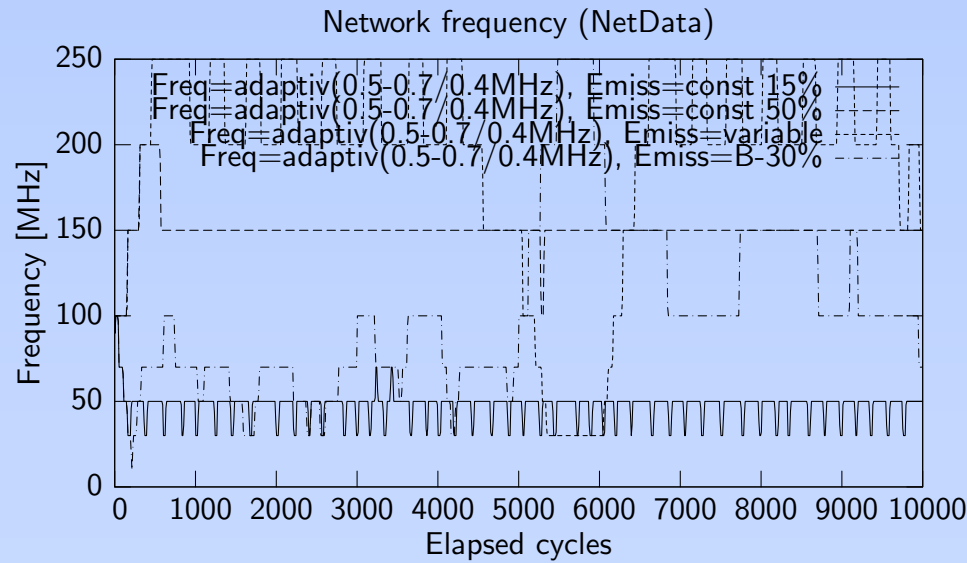 Network frequency (NetData)
Frequency [MHz]
250
200
150
100
50
0
Freq=adaptiv(0.5-0.7/0.4MHz), Emiss=const 15%
Freq=adaptiv(0.5-0.7/0.4MHz), Emiss=const 50%
Freq=adaptiv(0.5-0.7/0.4MHz), Emiss=variable
Freq=adaptiv(0.5-0.7/0.4MHz), Emiss=B-30%
0 1000 2000 3000 4000 5000 6000 7000 8000 9000 10000
Elapsed cycles